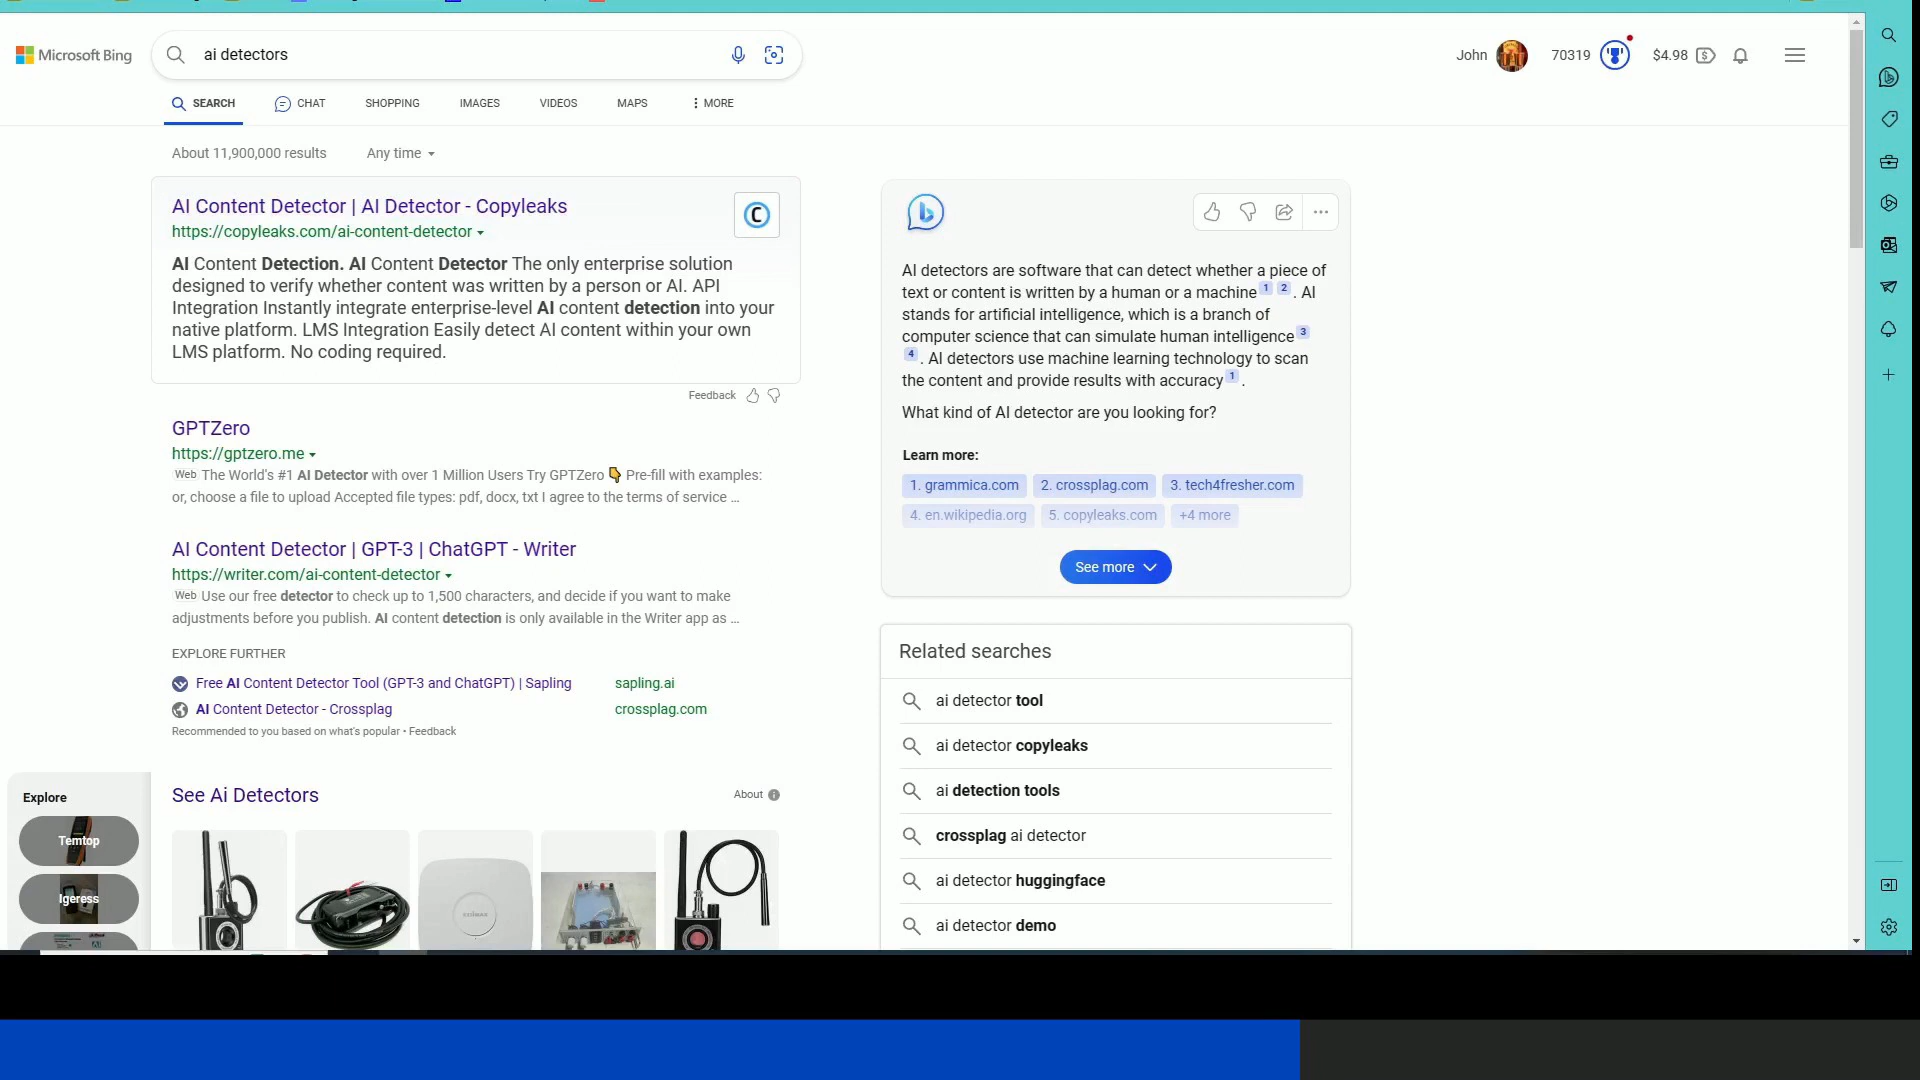 Microsoft Bing
ai detectors
John
70319
$4.98
SEARCH
CHAT
SHOPPING
IMAGES
VIDEOS
MAPS
MORE
About 11,900,000 results
Any time
AI Content Detector | AI Detector - Copyleaks
https://copyleaks.com/ai-content-detector
AI Content Detection. AI Content Detector The only enterprise solution
designed to verify whether content was written by a person or AI. API
Integration Instantly integrate enterprise-level AI content detection into your
native platform. LMS Integration Easily detect AI content within your own
LMS platform. No coding required.
Feedback
GPTZero
https://gptzero.me
Web The World's #1 AI Detector with over 1 Million Users Try GPTZero 👇 Pre-fill with examples:
or, choose a file to upload Accepted file types: pdf, docx, txt I agree to the terms of service ...
AI Content Detector | GPT-3 | ChatGPT - Writer
https://writer.com/ai-content-detector
Web Use our free detector to check up to 1,500 characters, and decide if you want to make
adjustments before you publish. AI content detection is only available in the Writer app as ...
EXPLORE FURTHER
Free AI Content Detector Tool (GPT-3 and ChatGPT) | Sapling
sapling.ai
AI Content Detector - Crossplag
crossplag.com
Recommended to you based on what's popular • Feedback
Explore
Temtop
Igeress
See Ai Detectors
About
EDIMAX
AI detectors are software that can detect whether a piece of
text or content is written by a human or a machine 1 2 . AI
stands for artificial intelligence, which is a branch of
computer science that can simulate human intelligence 3
4 . AI detectors use machine learning technology to scan
the content and provide results with accuracy 1 .
What kind of AI detector are you looking for?
Learn more:
1. grammica.com
2. crossplag.com
3. tech4fresher.com
4. en.wikipedia.org
5. copyleaks.com
+4 more
See more
Related searches
ai detector tool
ai detector copyleaks
ai detection tools
crossplag ai detector
ai detector huggingface
ai detector demo